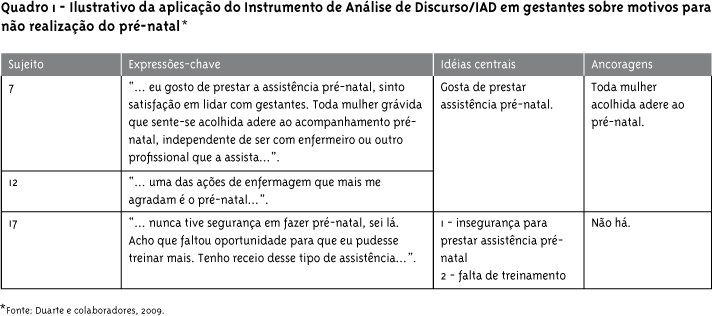 Quadro 1 - Ilustrativo da aplicação do Instrumento de Análise de Discurso/IAD em gestantes sobre motivos para
não realização do pré-natal*
Sujeito
Expressões-chave
Idéias centrais
Ancoragens
7
"... eu gosto de prestar a assistência pré-natal, sinto
satisfação em lidar com gestantes. Toda mulher grávida
que sente-se acolhida adere ao acompanhamento pré-
natal, independente de ser com enfermeiro ou outro
profissional que a assista...".
Gosta de prestar
assistência pré-natal.
Toda mulher
acolhida adere ao
pré-natal.
12
"... uma das ações de enfermagem que mais me
agradam é o pré-natal...".
17
"... nunca tive segurança em fazer pré-natal, sei lá.
Acho que faltou oportunidade para que eu pudesse
treinar mais. Tenho receio desse tipo de assistência...".
1 - insegurança para
prestar assistência pré-
natal
2 - falta de treinamento
Não há.
*Fonte: Duarte e colaboradores, 2009.